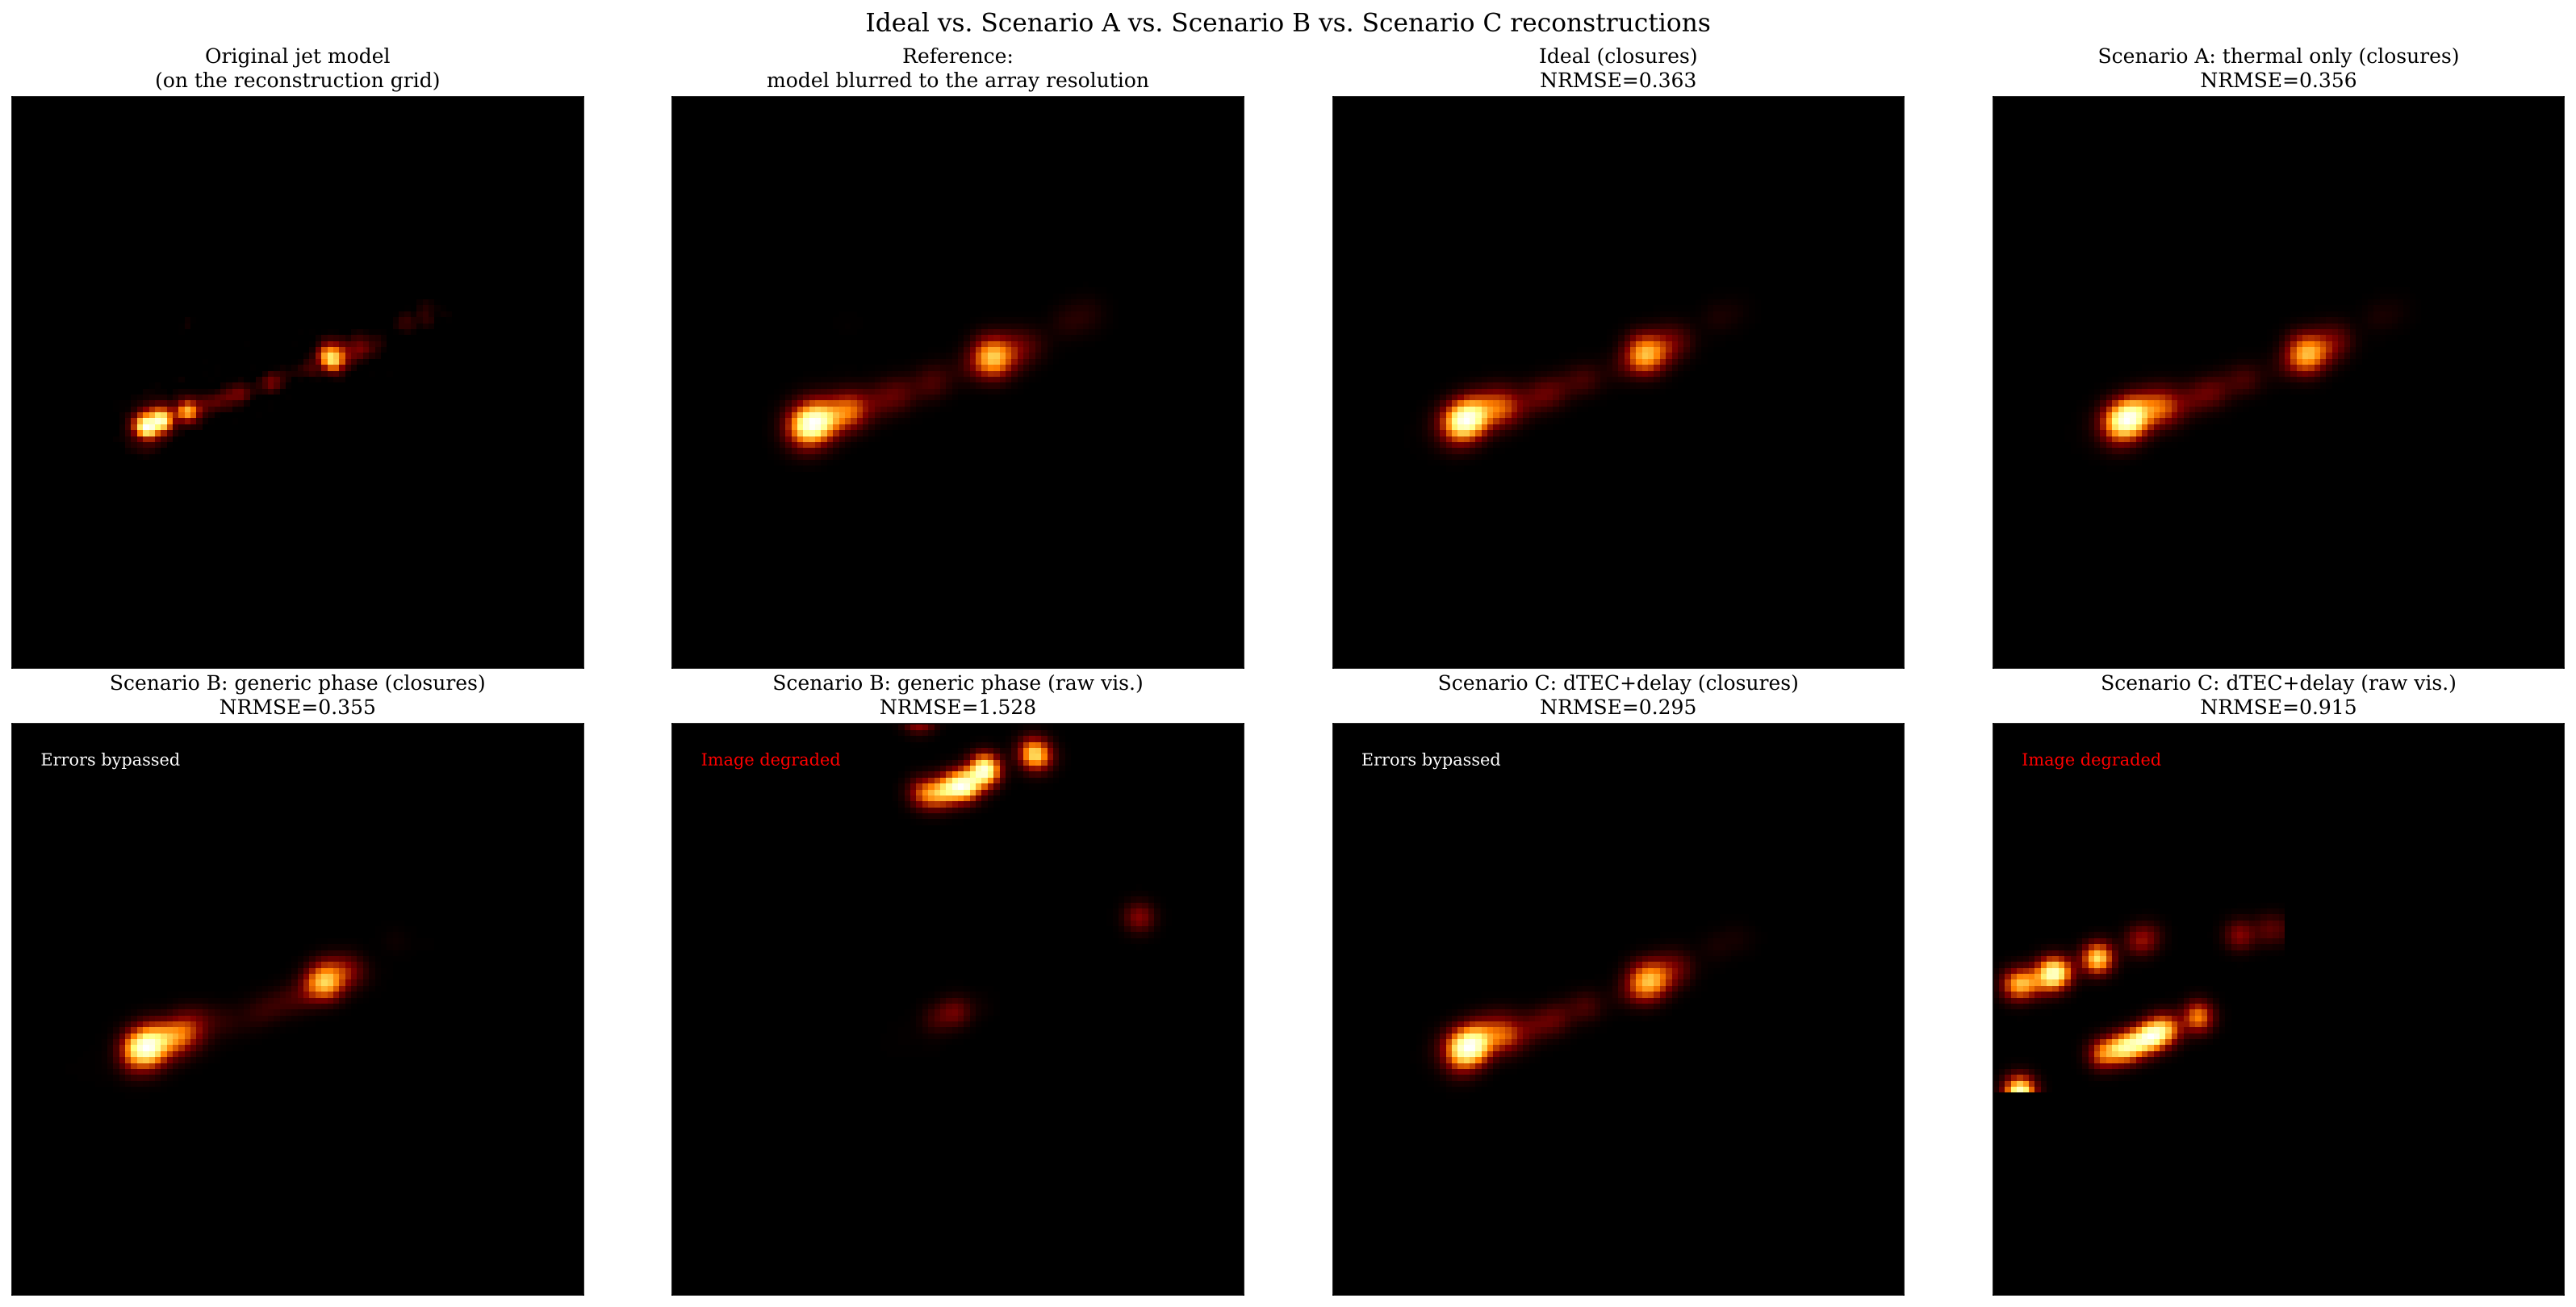 Ideal vs. Scenario A vs. Scenario B vs. Scenario C reconstructions
Original jet model
(on the reconstruction grid)
Reference:
model blurred to the array resolution
Ideal (closures)
NRMSE=0.363
Scenario A: thermal only (closures)
NRMSE=0.356
Scenario B: generic phase (closures)
NRMSE=0.355
Errors bypassed
Scenario B: generic phase (raw vis.)
NRMSE=1.528
Image degraded
Scenario C: dTEC+delay (closures)
NRMSE=0.295
Errors bypassed
Scenario C: dTEC+delay (raw vis.)
NRMSE=0.915
Image degraded